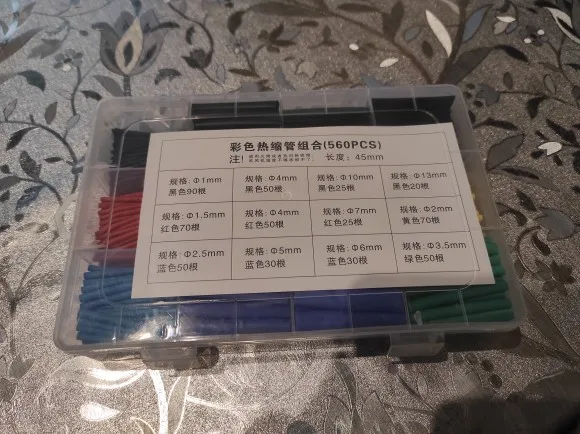 彩色热缩管组合(560PCS)
注! 长度：45mm
规格：Φ1mm 规格：Φ4mm 规格：Φ10mm 规格：Φ13mm
黑色90根 黑色50根 黑色25根 黑色20根
规格：Φ1.5mm 规格：Φ4mm 规格：Φ7mm 规格：Φ2mm
红色70根 红色50根 红色25根 黄色70根
规格：Φ2.5mm 规格：Φ5mm 规格：Φ6mm 规格：Φ3.5mm
蓝色50根 蓝色30根 蓝色30根 绿色50根